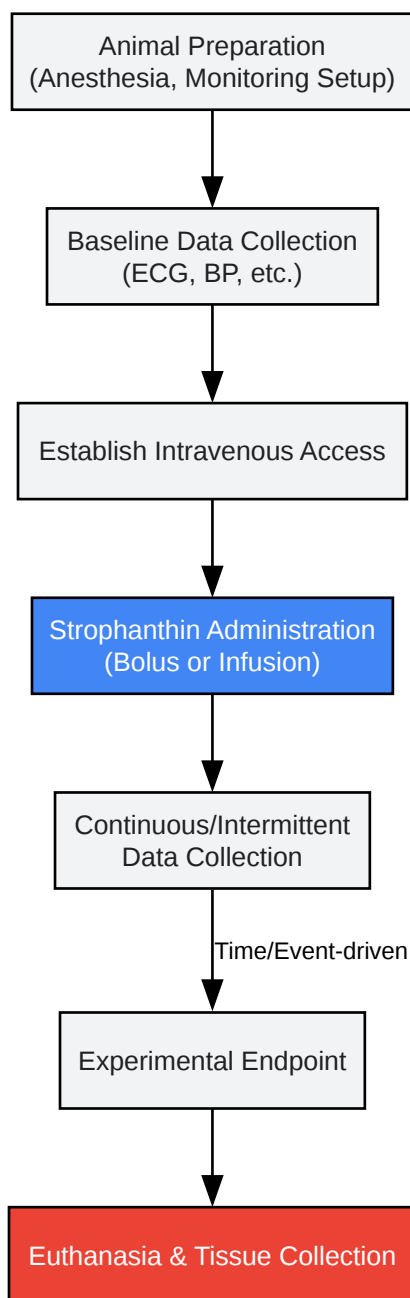 Animal Preparation
(Anesthesia, Monitoring Setup)
Baseline Data Collection
(ECG, BP, etc.)
Establish Intravenous Access
Strophanthin Administration
(Bolus or Infusion)
Continuous/Intermittent
Data Collection
Time/Event-driven
Experimental Endpoint
Euthanasia & Tissue Collection